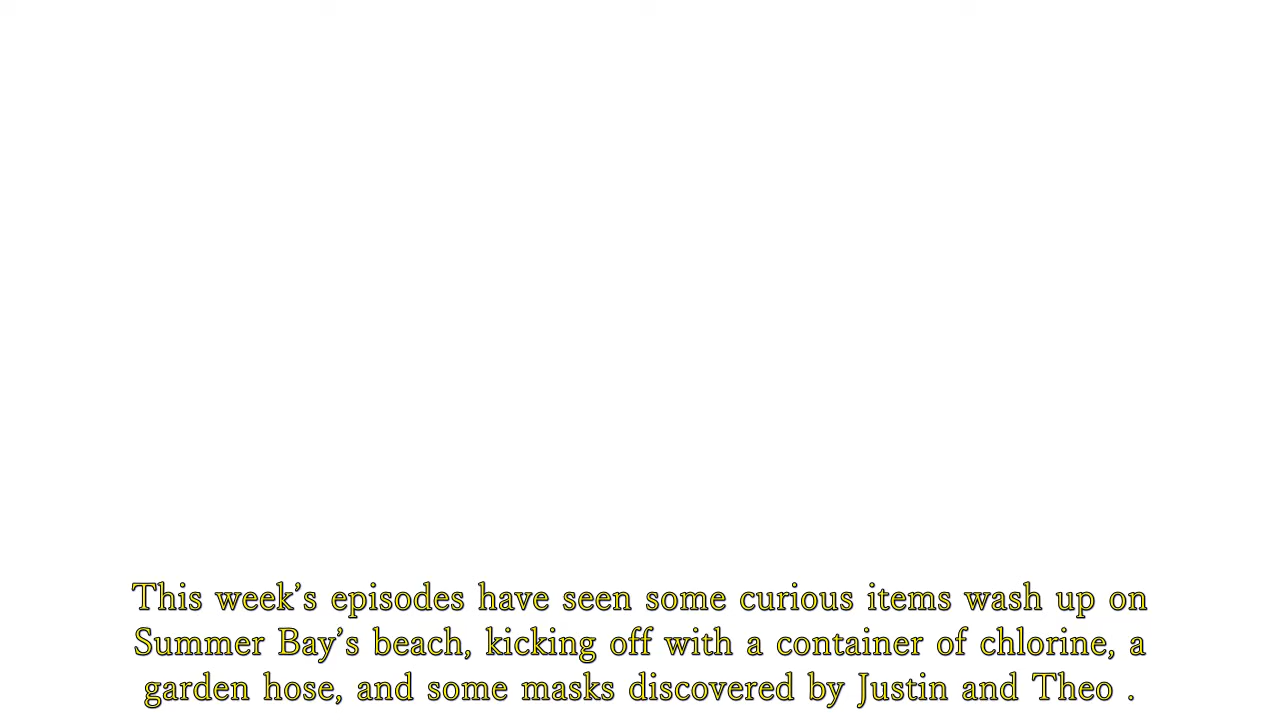 This week’s episodes have seen some curious items wash up on
Summer Bay’s beach, kicking off with a container of chlorine, a
garden hose, and some masks discovered by Justin and Theo .